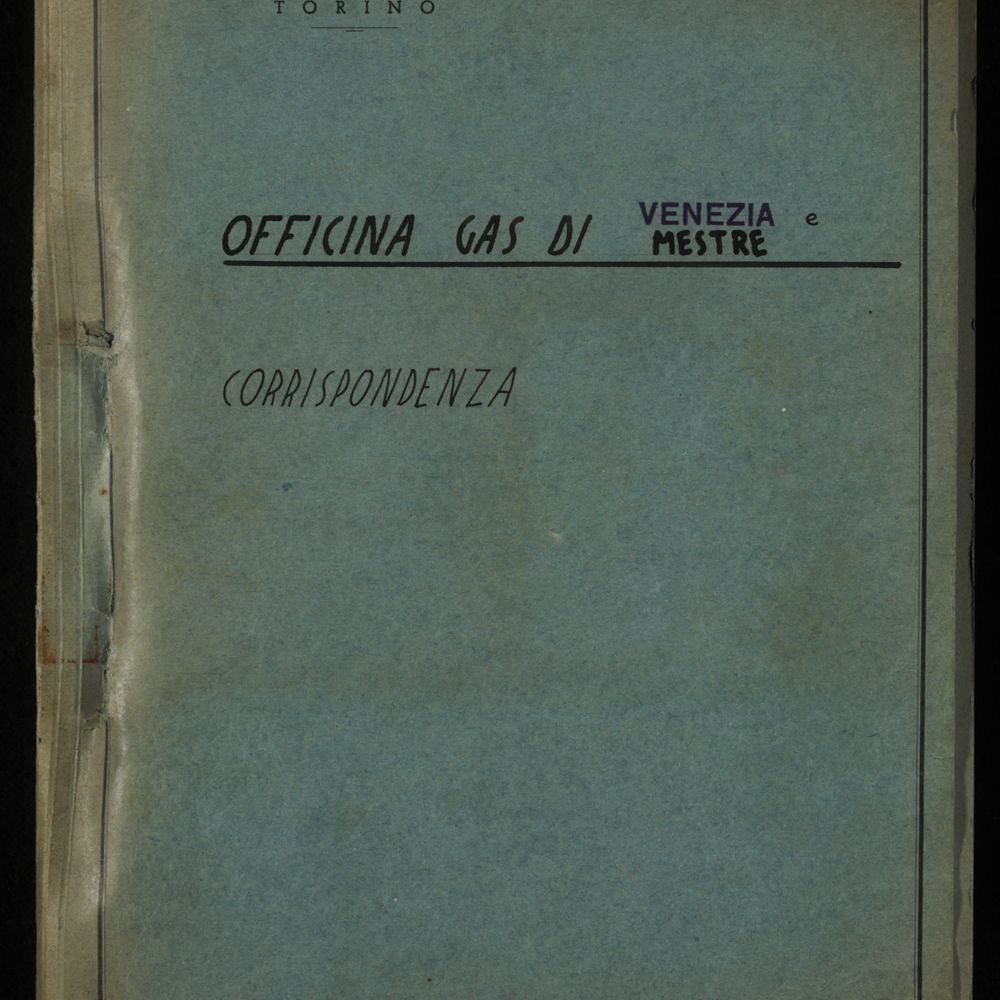 TORINO
OFFICINA GAS DI VENEZIA e
MESTRE
CORRISPONDENZA